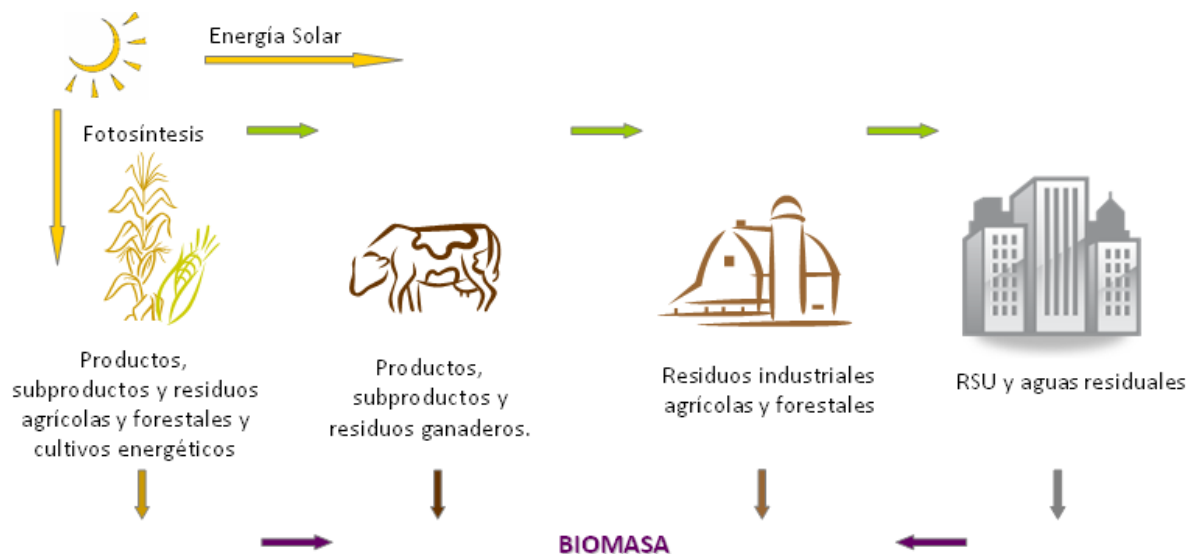 Energía Solar
Fotosíntesis
Productos,
subproductos y residuos
agrícolas y forestales y
cultivos energéticos
Productos,
subproductos y
residuos ganaderos.
Residuos industriales
agrícolas y forestales
RSU y aguas residuales
BIOMASA